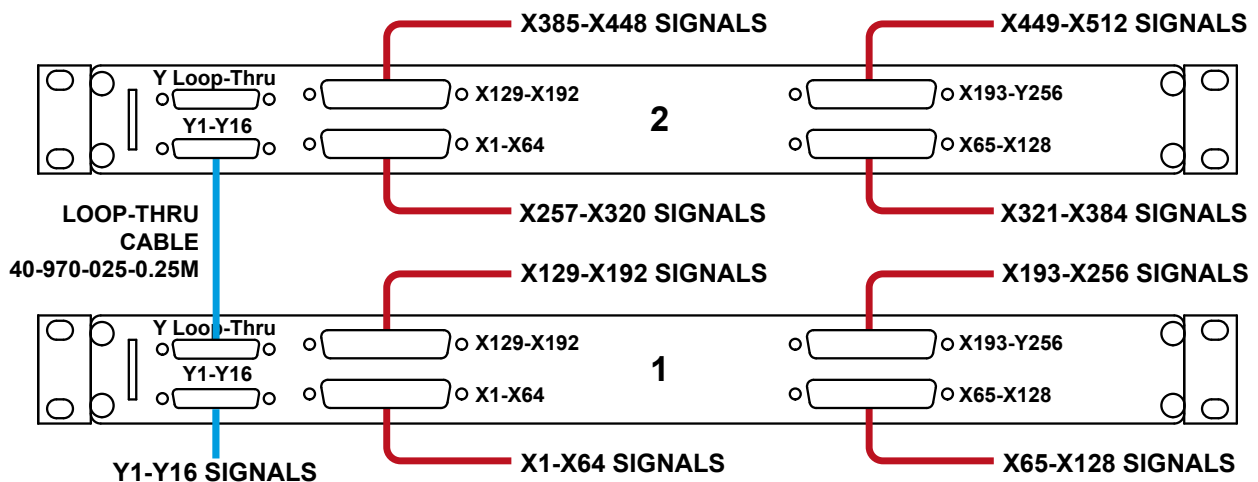 X385-X448 SIGNALS
X449-X512 SIGNALS
Y Loop-Thru
X129-X192
X193-Y256
Y1-Y16
2
X1-X64
X65-X128
LOOP-THRU
CABLE
40-970-025-0.25M
X257-X320 SIGNALS
X321-X384 SIGNALS
X129-X192 SIGNALS
X193-X256 SIGNALS
Y Loop-Thru
X129-X192
X193-Y256
Y1-Y16
1
X1-X64
X65-X128
Y1-Y16 SIGNALS
X1-X64 SIGNALS
X65-X128 SIGNALS